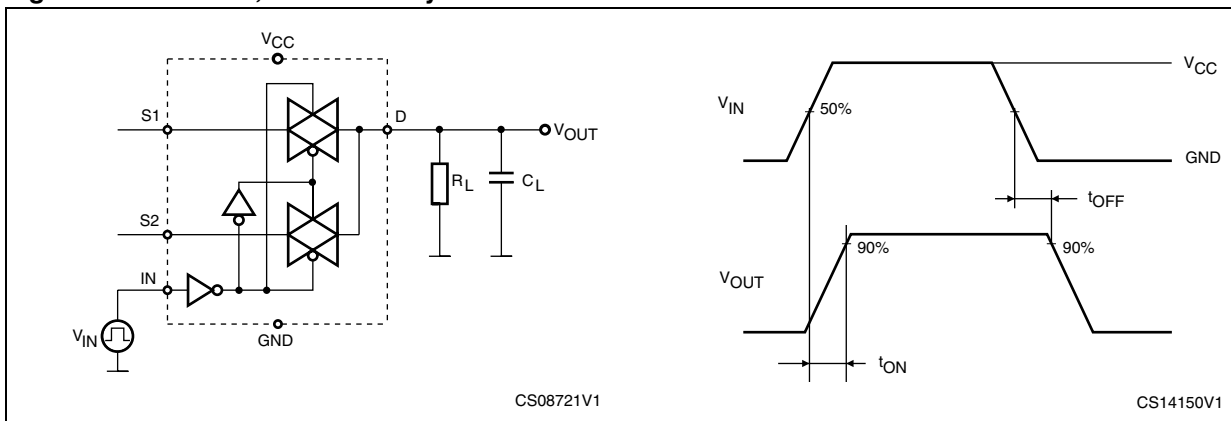 VCC
S1
D
VOUT
RL
CL
S2
IN
VIN
GND
CS08721V1
VCC
VIN
50%
GND
tOFF
90%
90%
VOUT
tON
CS14150V1